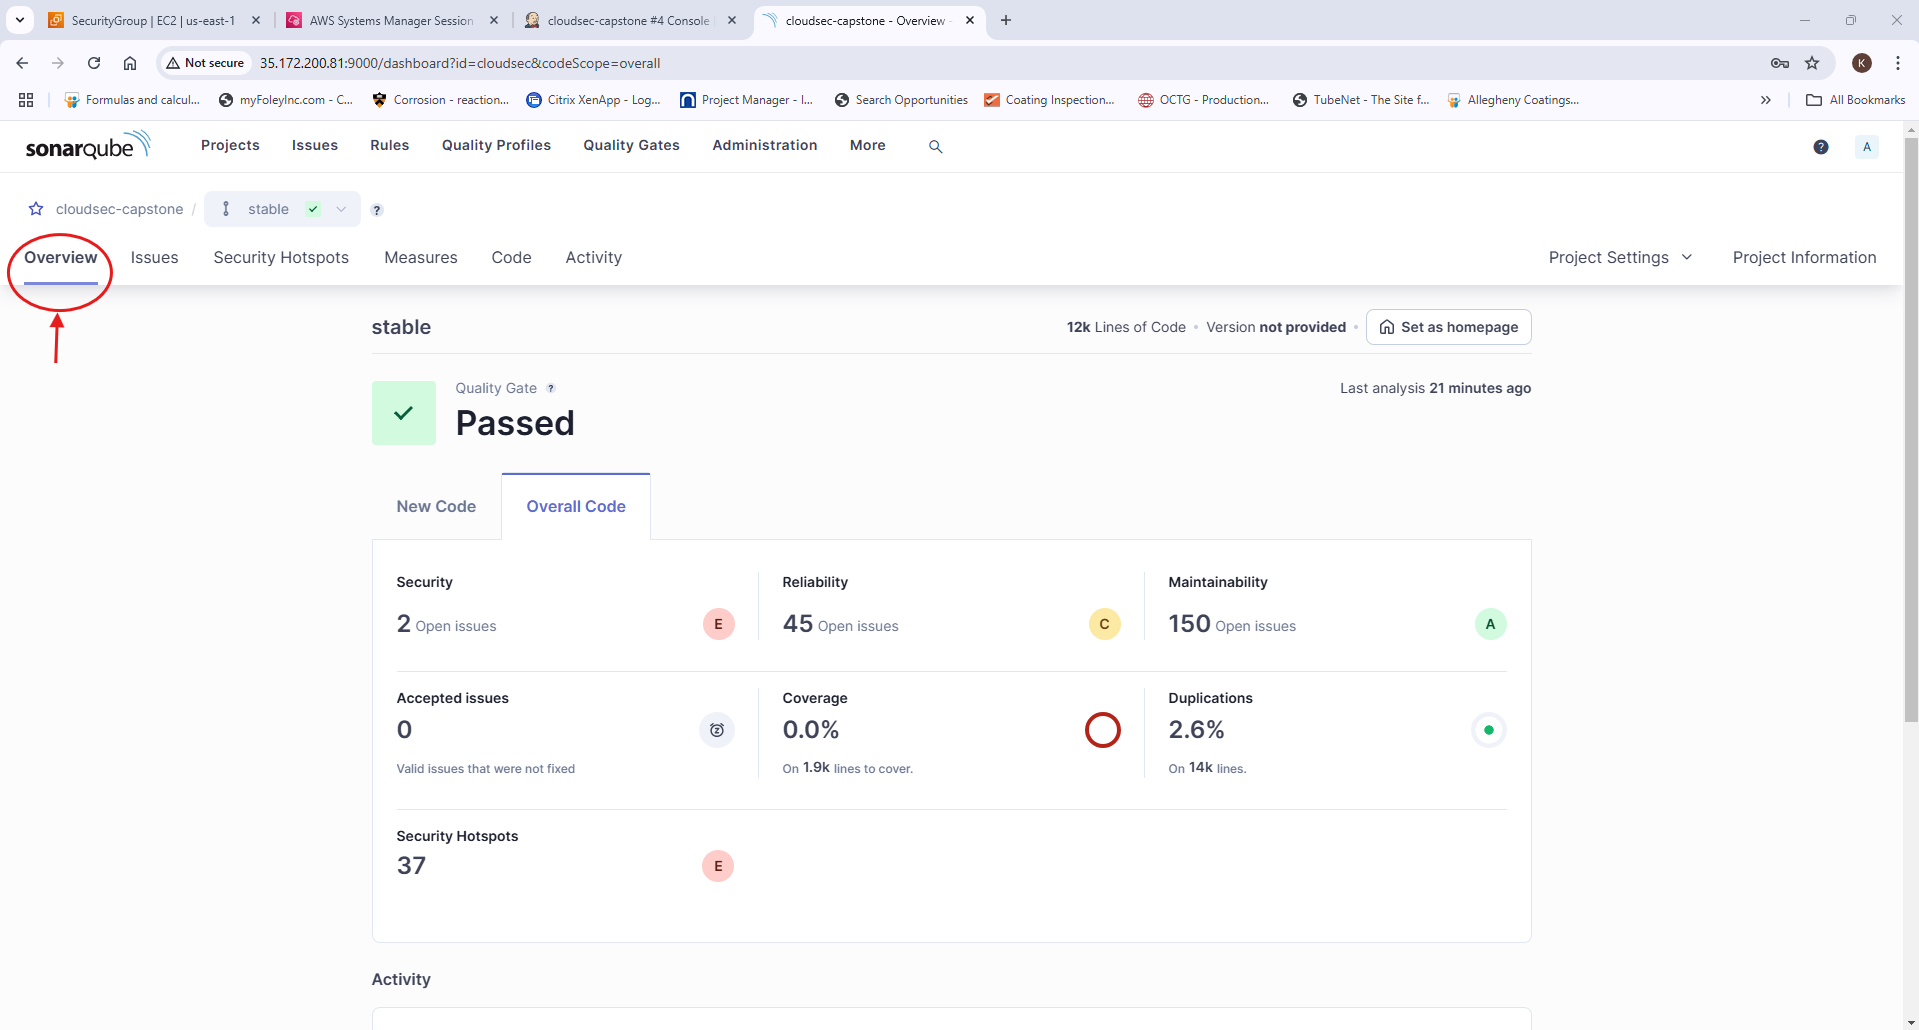 SecurityGroup | EC2 | us-east-1
AWS Systems Manager Session
cloudsec-capstone #4 Console
cloudsec-capstone - Overview -
Not secure
35.172.200.81:9000/dashboard?id=cloudsec&codeScope=overall
K
Formulas and calcul...
myFoleyInc.com - C...
Corrosion - reaction...
Citrix XenApp - Log...
Project Manager - I...
Search Opportunities
Coating Inspection...
OCTG - Production...
TubeNet - The Site f...
Allegheny Coatings...
All Bookmarks
sonarqube
Projects
Issues
Rules
Quality Profiles
Quality Gates
Administration
More
?
A
cloudsec-capstone / stable
?
Overview
Issues
Security Hotspots
Measures
Code
Activity
Project Settings
Project Information
stable
12k Lines of Code • Version not provided •
Set as homepage
Quality Gate ?
Passed
Last analysis 21 minutes ago
New Code
Overall Code
Security
2 Open issues
E
Reliability
45 Open issues
C
Maintainability
150 Open issues
A
Accepted issues
0
Valid issues that were not fixed
Coverage
0.0%
On 1.9k lines to cover.
Duplications
2.6%
On 14k lines.
Security Hotspots
37
E
Activity